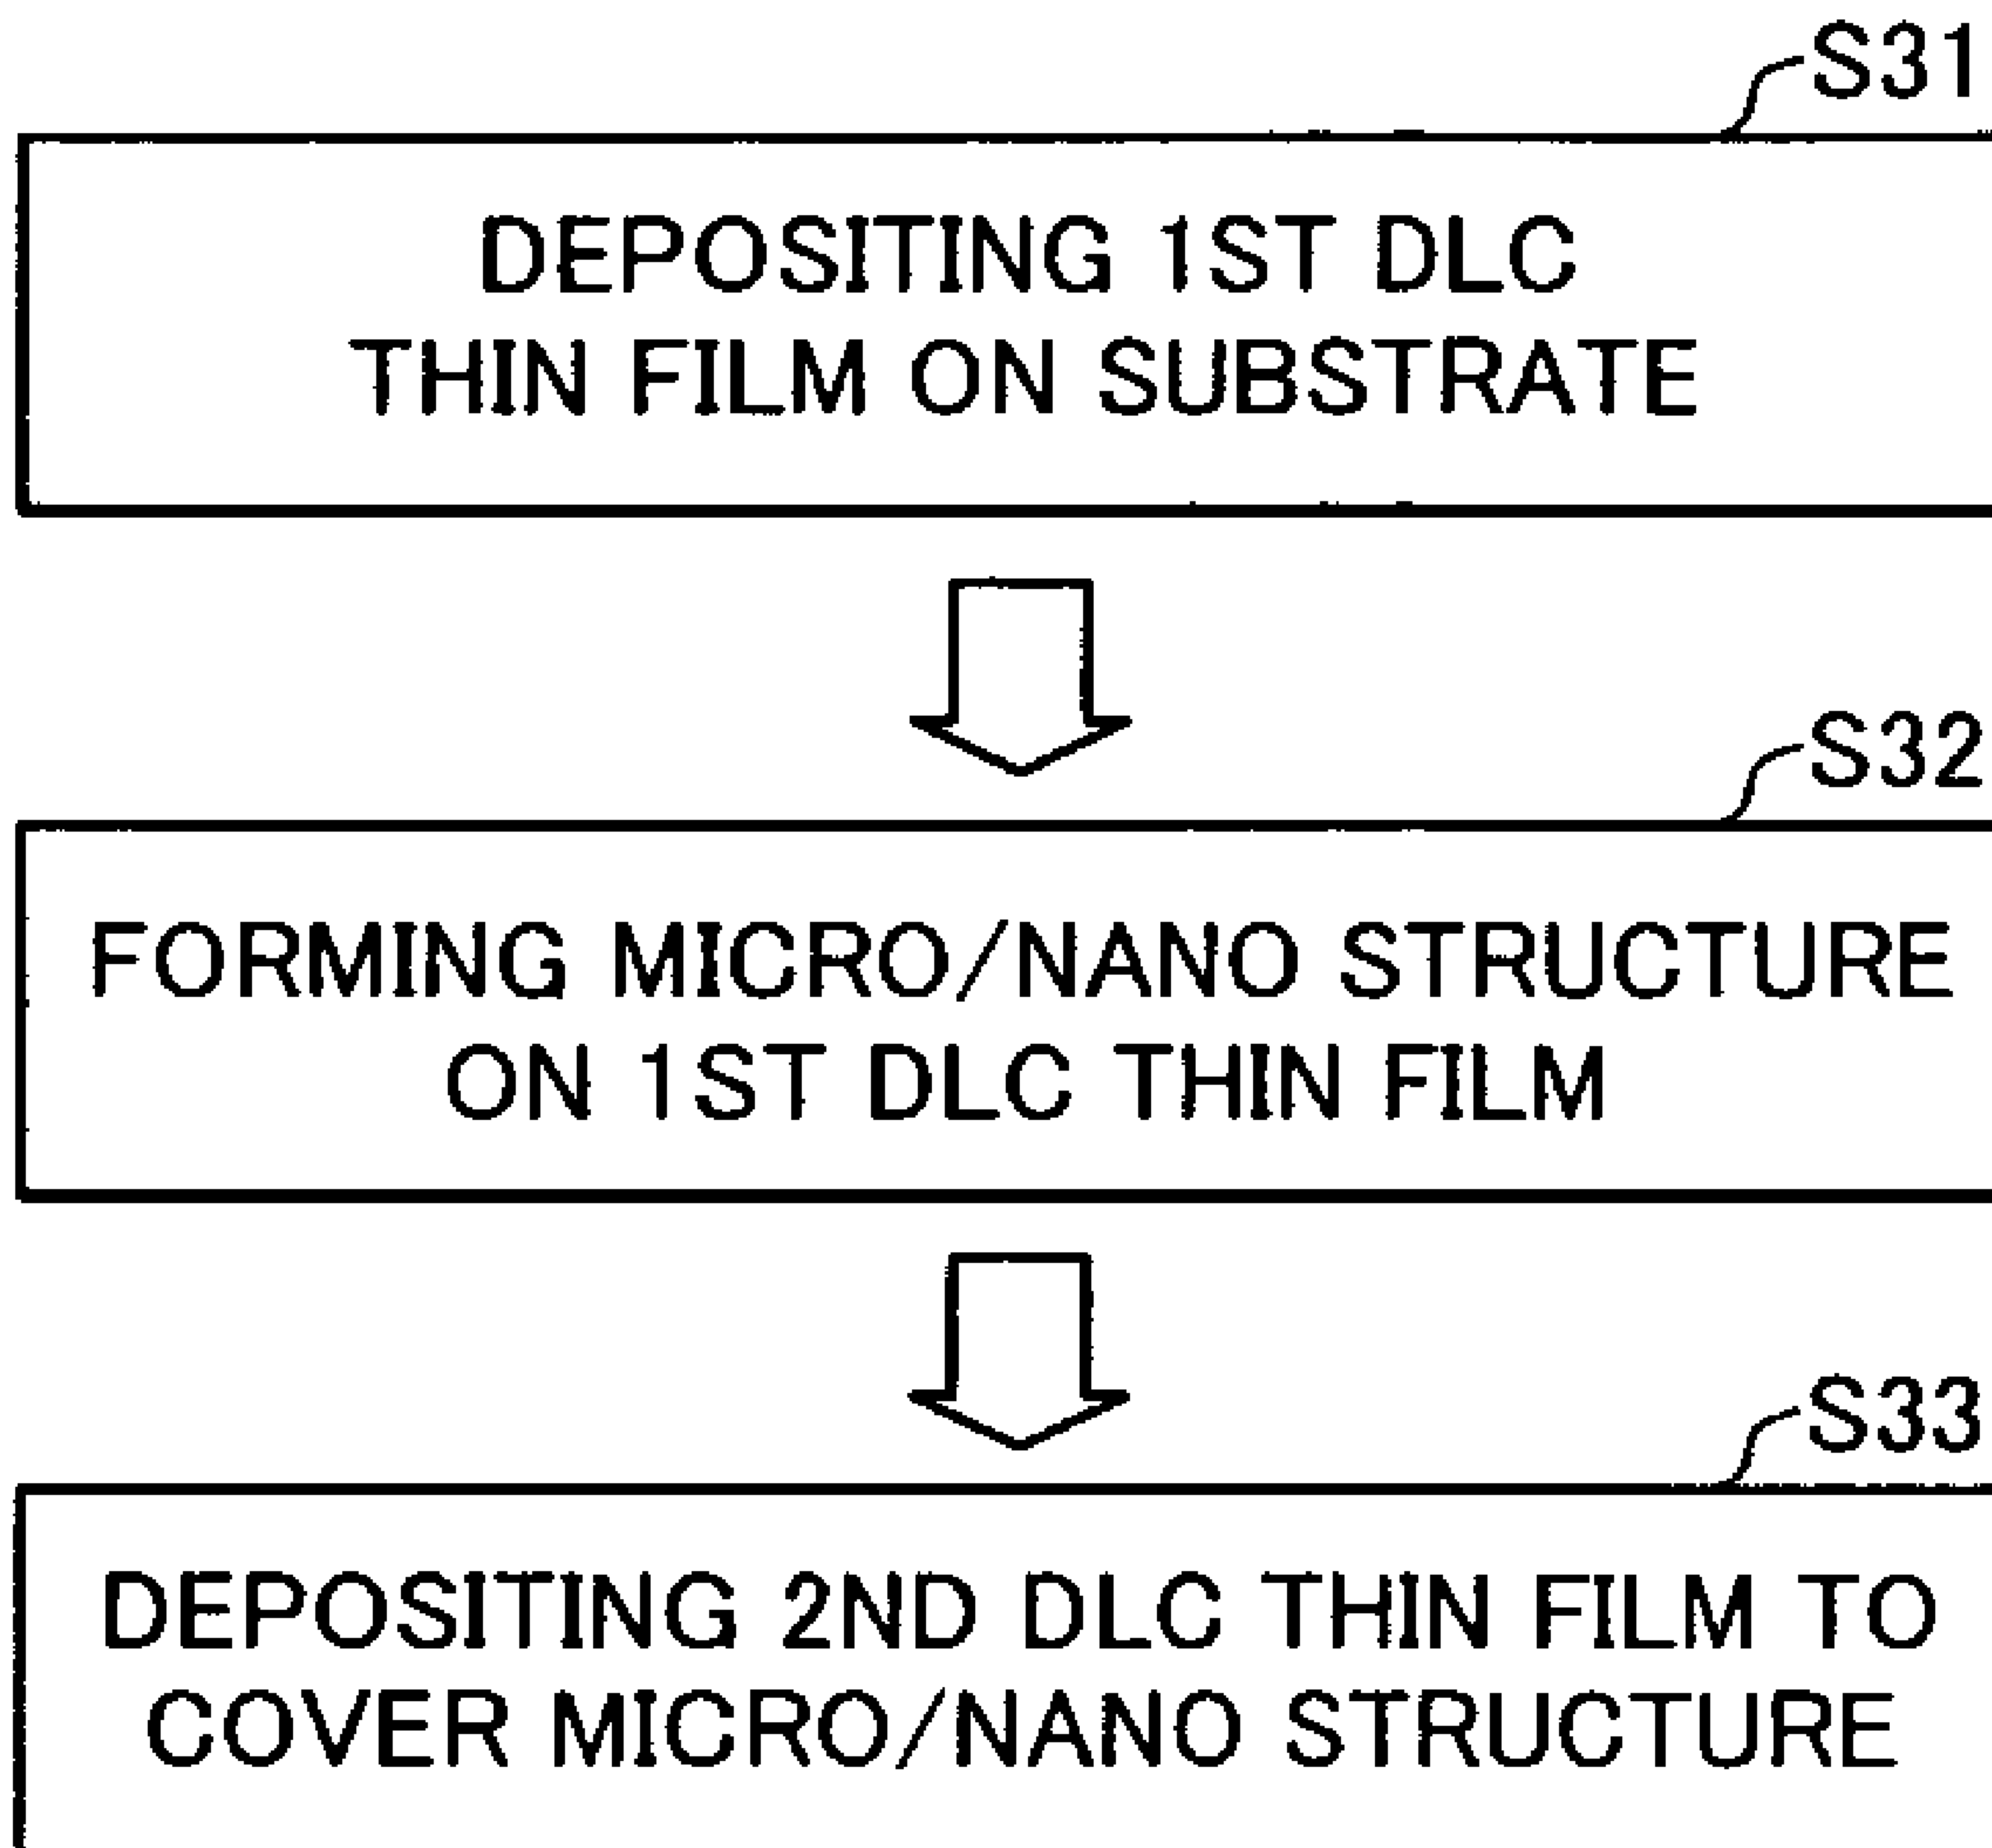 S31
DEPOSITING 1ST DLC
THIN FILM ON SUBSTRATE
S32
FORMING MICRO/NANO STRUCTURE
ON 1ST DLC THIN FILM
S33
DEPOSITING 2ND DLC THIN FILM TO
COVER MICRO/NANO STRUCTURE